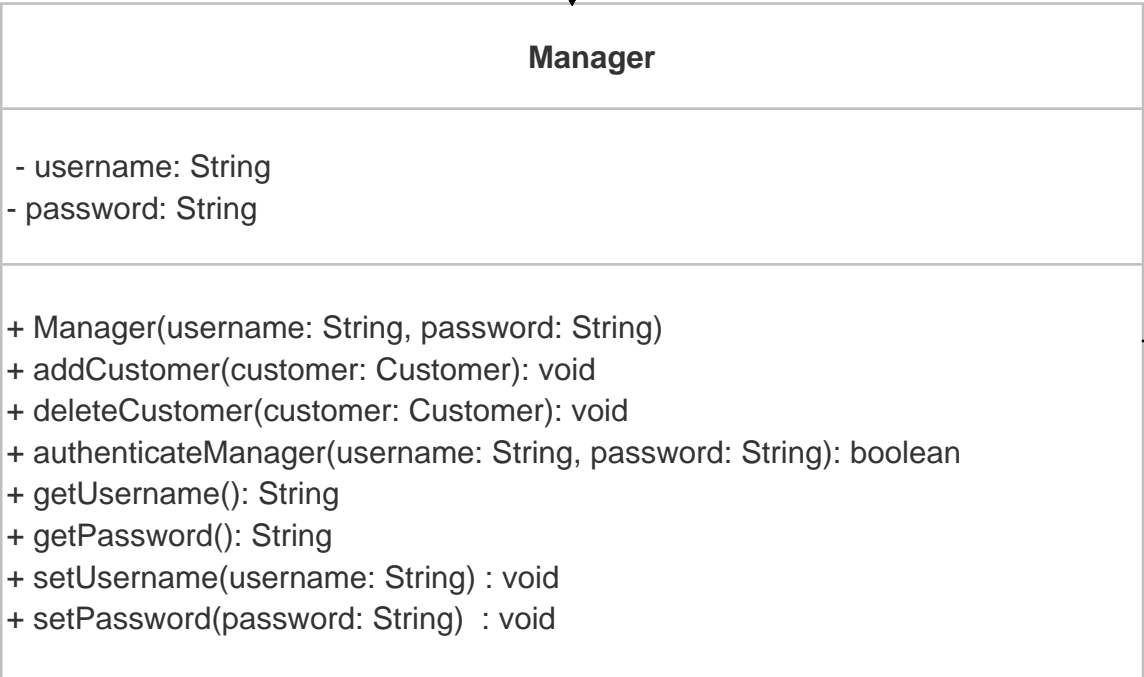 Manager
- username: String
- password: String
+ Manager(username: String, password: String)
+ addCustomer(customer: Customer): void
+ deleteCustomer(customer: Customer): void
+ authenticateManager(username: String, password: String): boolean
+ getUsername(): String
+ getPassword(): String
+ setUsername(username: String) : void
+ setPassword(password: String)  : void